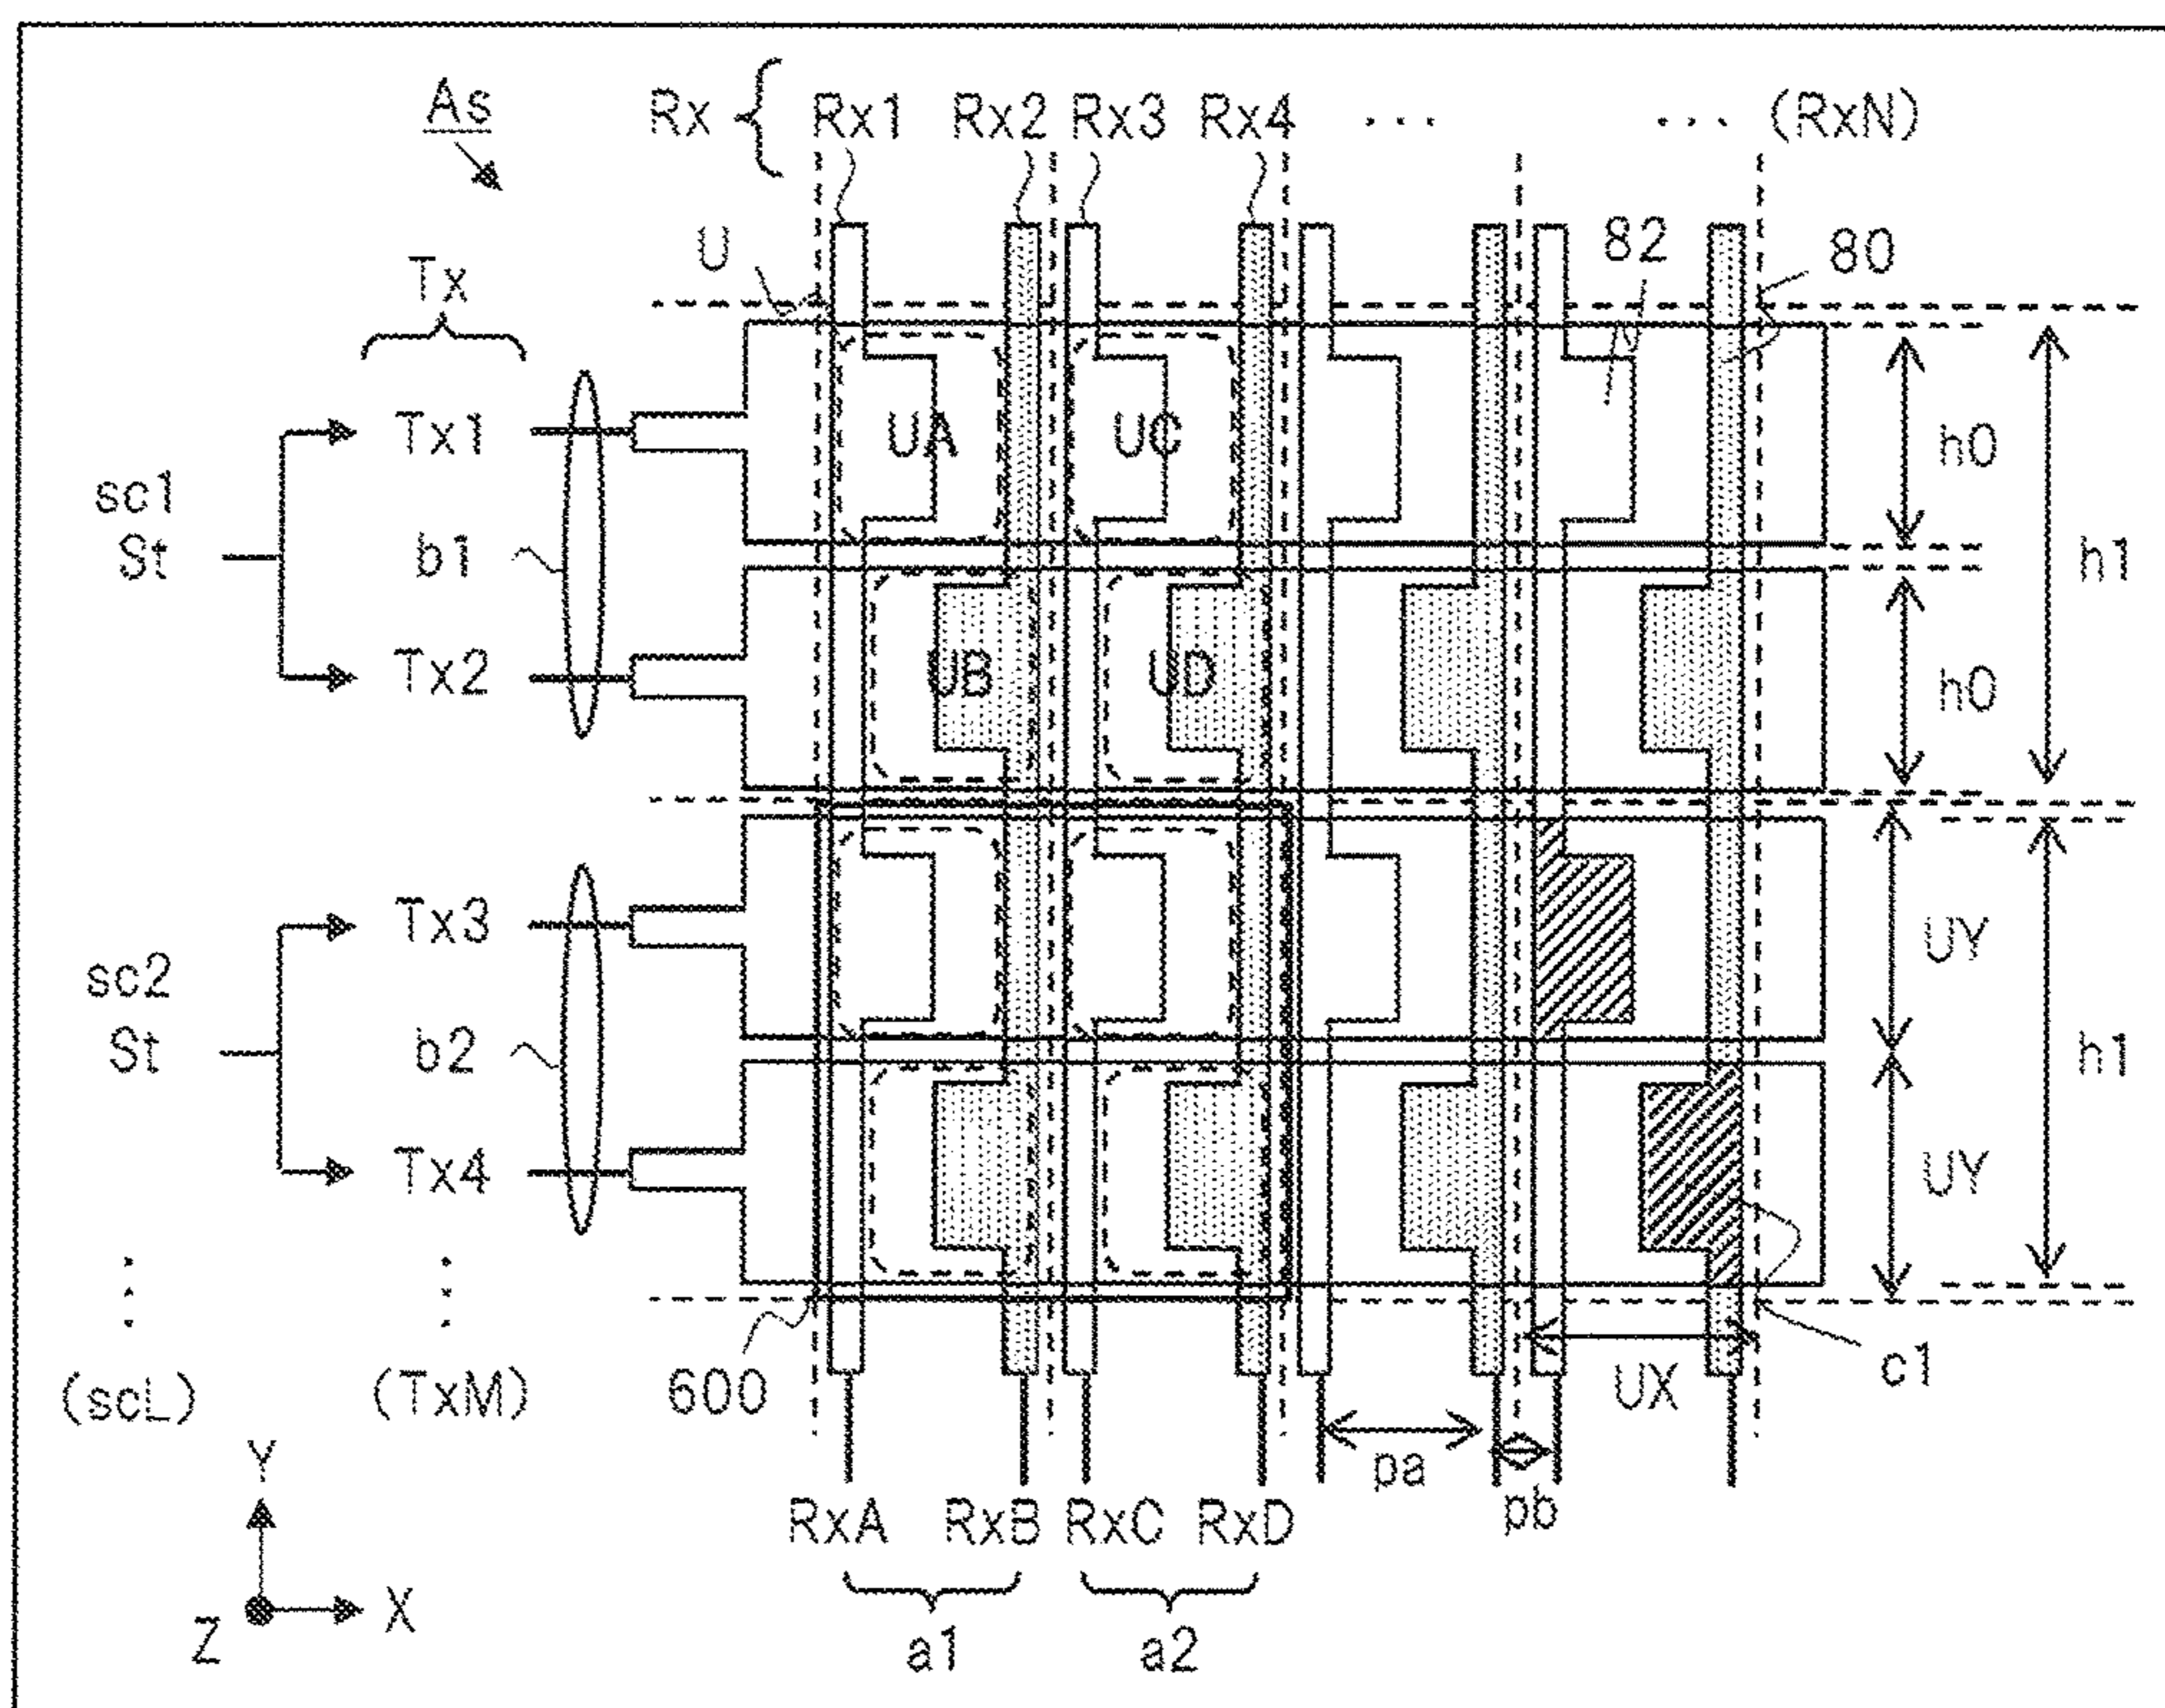 As Rx Rx1 Rx2 Rx3 Rx4 ... ... (RxN)
U 82 80
Tx
Tx1 UA UC h0
sc1
St b1 h1
Tx2 UB UD h0
Tx3 UY
sc2
St b2 h1
Tx4 UY
(scL) (TxM) 600 UX c1
Y pa pb
RxA RxB RxC RxD
Z X
a1 a2